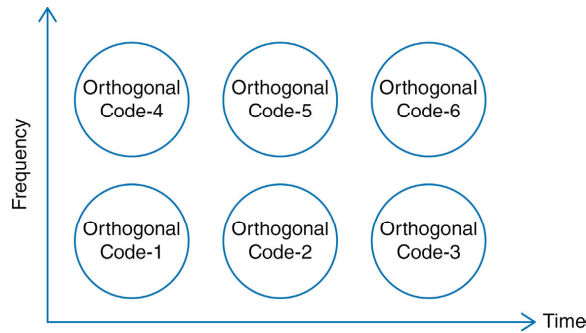 Frequency
Orthogonal
Code-4
Orthogonal
Code-5
Orthogonal
Code-6
Orthogonal
Code-1
Orthogonal
Code-2
Orthogonal
Code-3
Time